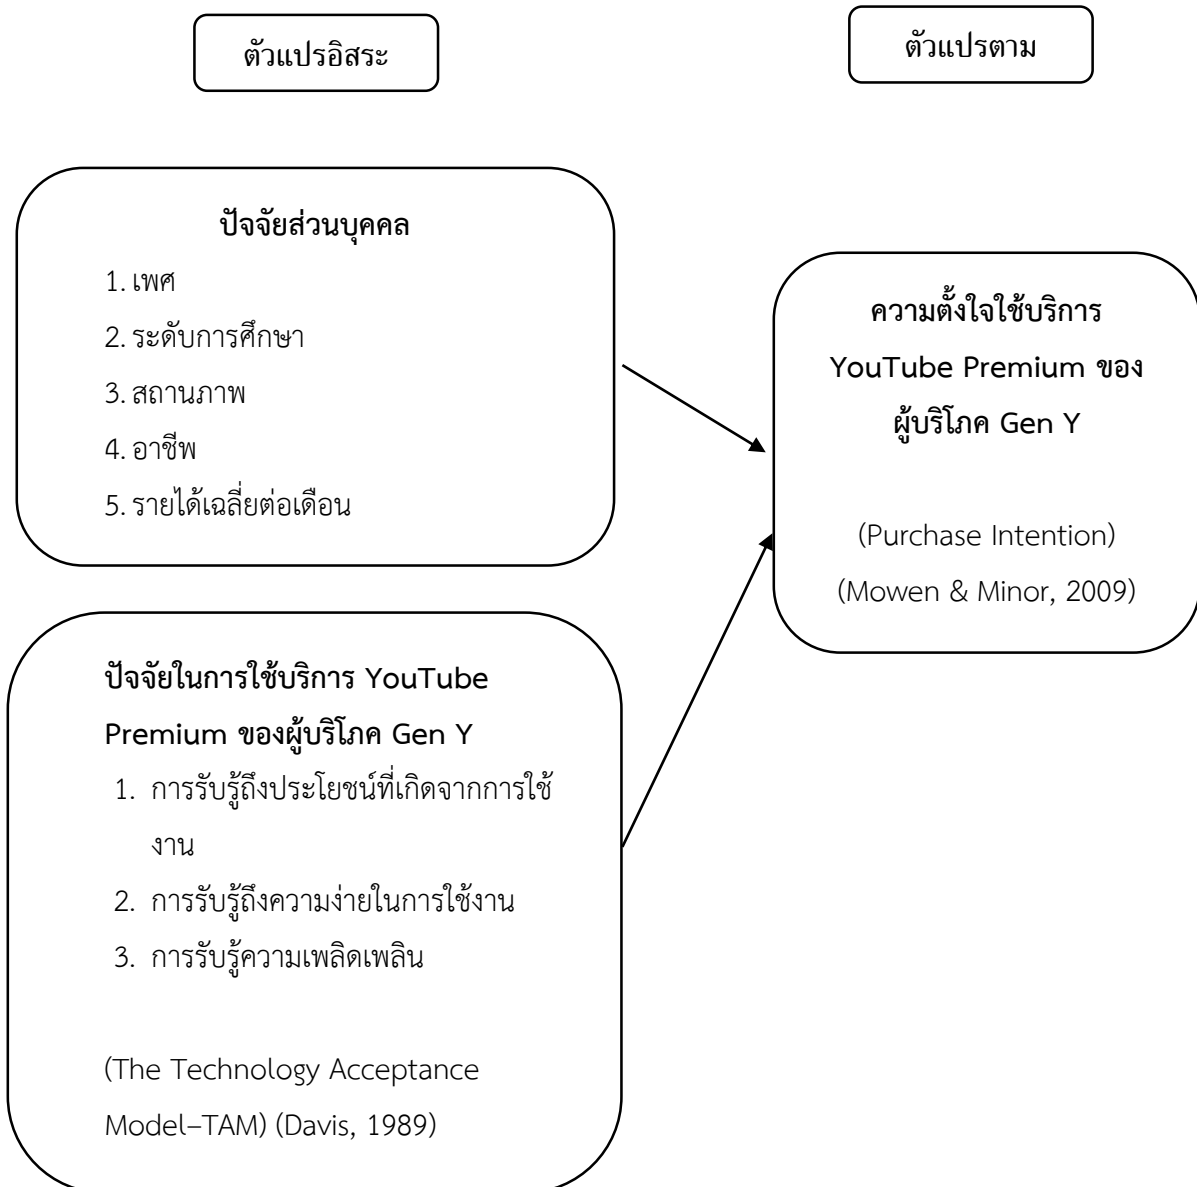 ตัวแปรอิสระ
ตัวแปรตาม
ปัจจัยส่วนบุคคล
1. เพศ
2. ระดับการศึกษา
3. สถานภาพ
4. อาชีพ
5. รายได้เฉลี่ยต่อเดือน
ปัจจัยในการใช้บริการ YouTube
Premium ของผู้บริโภค Gen Y
1. การรับรู้ถึงประโยชน์ที่เกิดจากการใช้
งาน
2. การรับรู้ถึงความง่ายในการใช้งาน
3. การรับรู้ความเพลิดเพลิน
(The Technology Acceptance
Model–TAM) (Davis, 1989)
ความตั้งใจใช้บริการ
YouTube Premium ของ
ผู้บริโภค Gen Y
(Purchase Intention)
(Mowen & Minor, 2009)